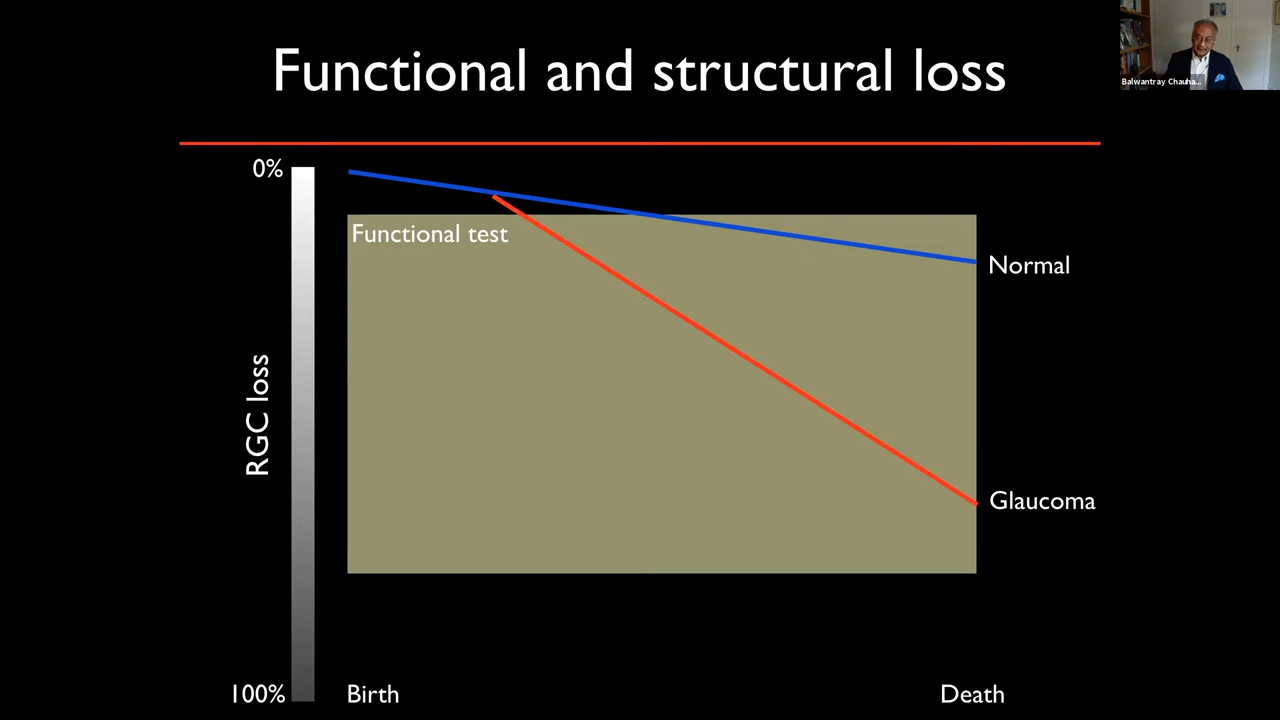 Functional and structural loss
Balwantray Chauha...
0%
Functional test
Normal
RGC loss
Glaucoma
100%
Birth
Death